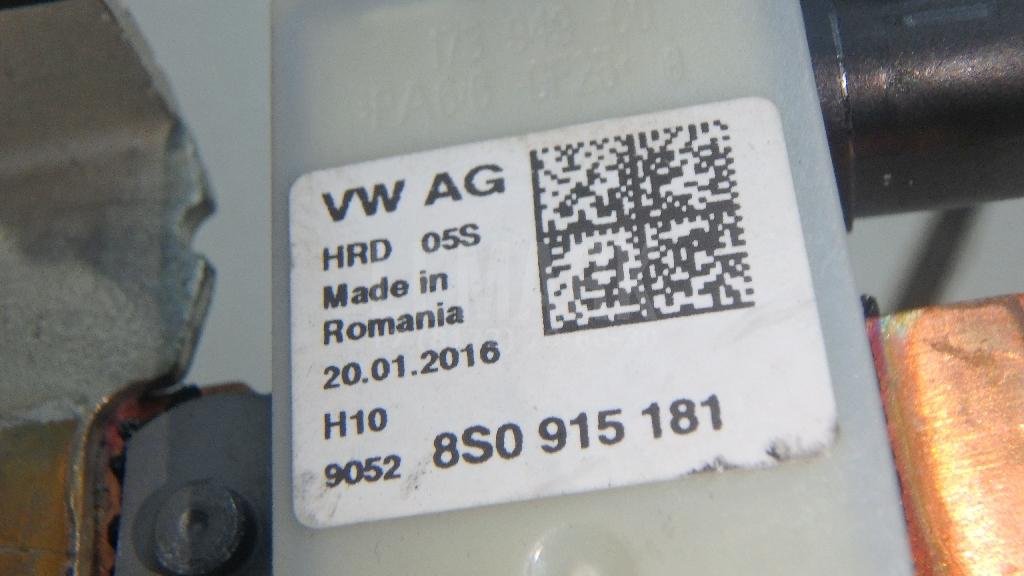 VW AG
HRD 05S
Made in
Romania
20.01.2016
H10
9052 8S0 915 181